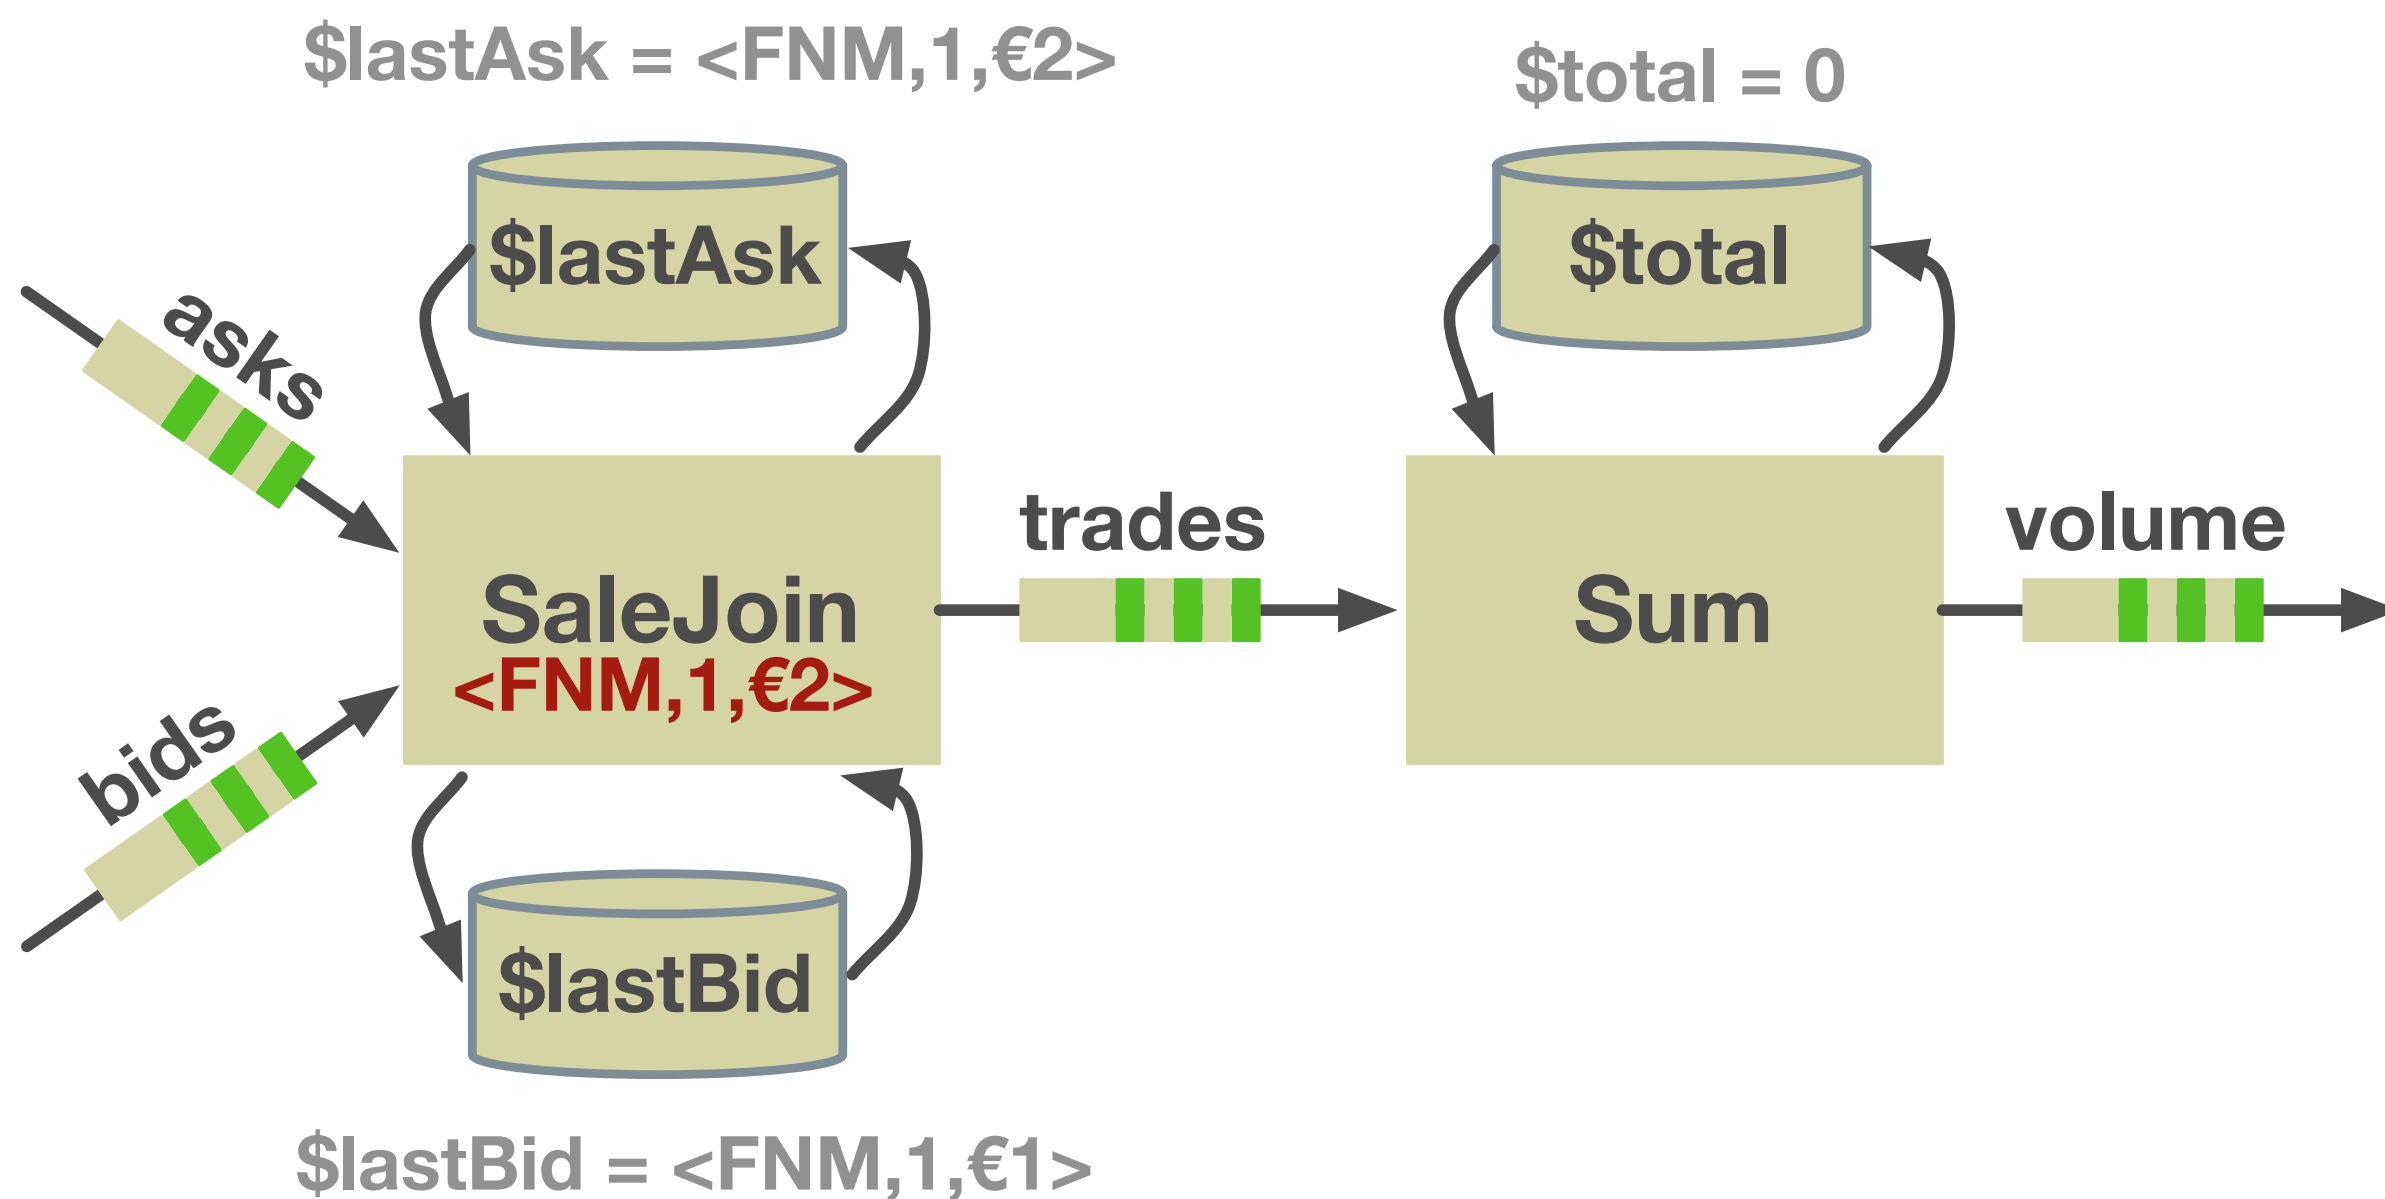 $lastAsk = <FNM,1,€2>
$total = 0
$lastAsk
$total
asks
trades
volume
SaleJoin
<FNM,1,€2>
Sum
bids
$lastBid
$lastBid = <FNM,1,€1>